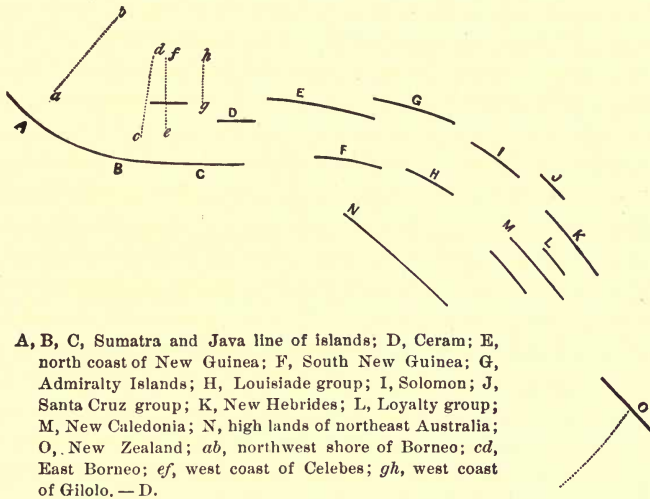 b
d f h
E G
a
g
A
D
c e
I
F
B C
H
J
N
M
K
L
A, B, C, Sumatra and Java line of islands; D, Ceram; E,
north coast of New Guinea; F, South New Guinea; G,
Admiralty Islands; H, Louisiade group; I, Solomon; J,
Santa Cruz group; K, New Hebrides; L, Loyalty group;
M, New Caledonia; N, high lands of northeast Australia;
O,. New Zealand; ab, northwest shore of Borneo; cd,
East Borneo; ef, west coast of Celebes; gh, west coast
of Gilolo. — D.
O